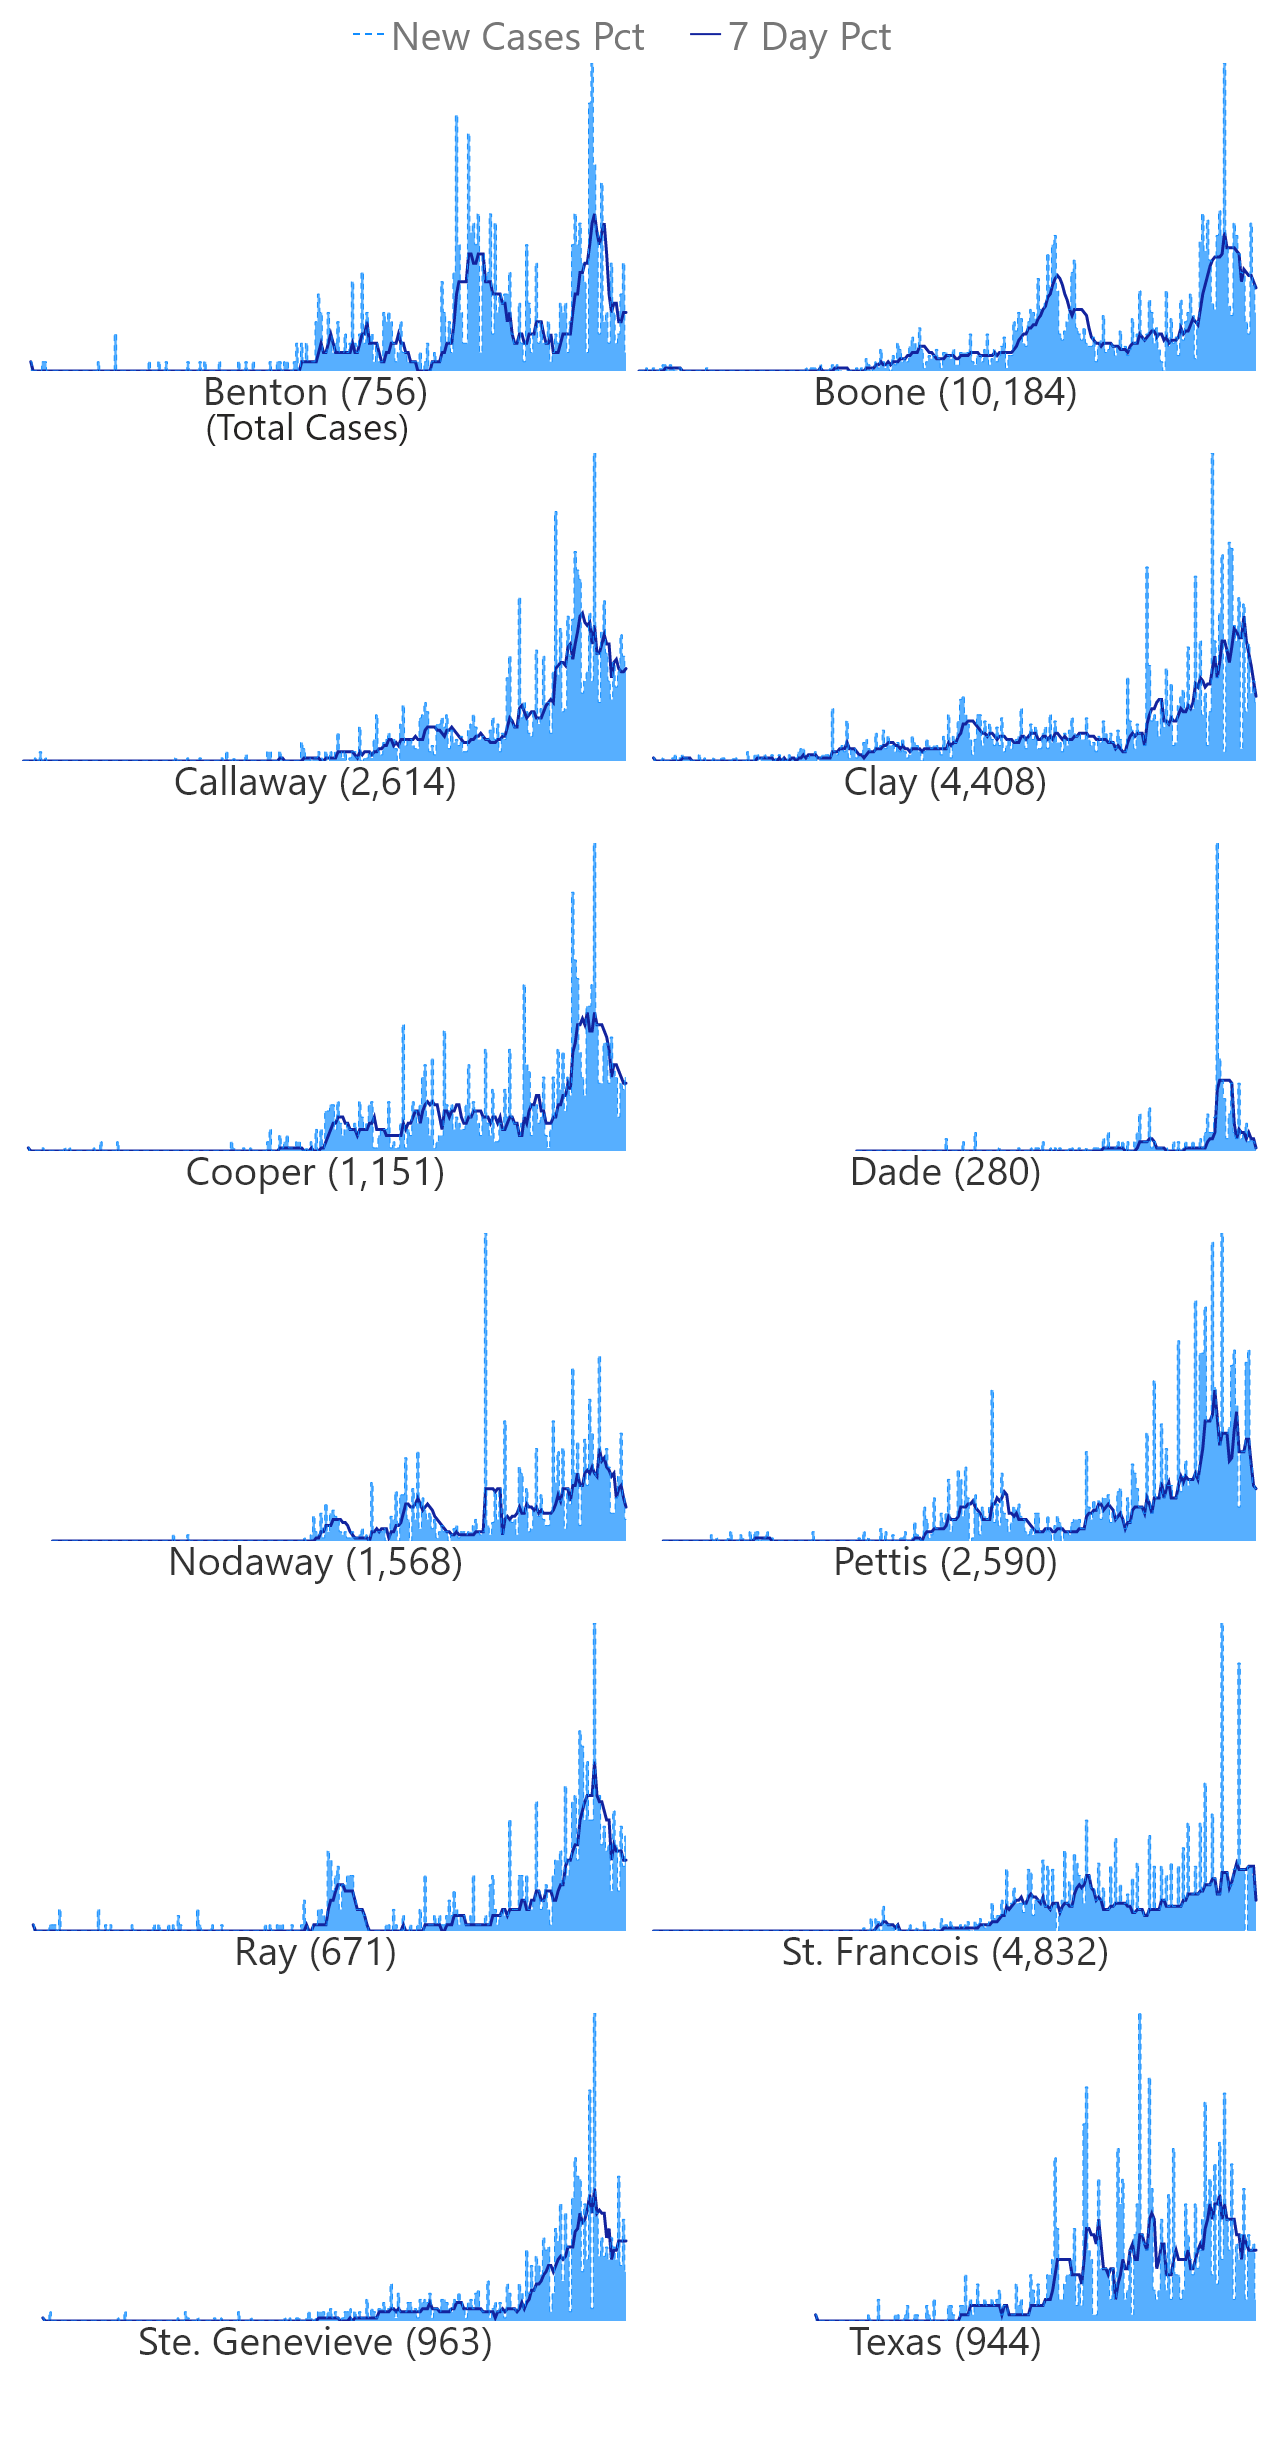 New Cases Pct 7 Day Pct
Benton (756) Boone (10,184)
(Total Cases)
Callaway (2,614) Clay (4,408)
Cooper (1,151) Dade (280)
Nodaway (1,568) Pettis (2,590)
Ray (671) St. Francois (4,832)
Ste. Genevieve (963) Texas (944)